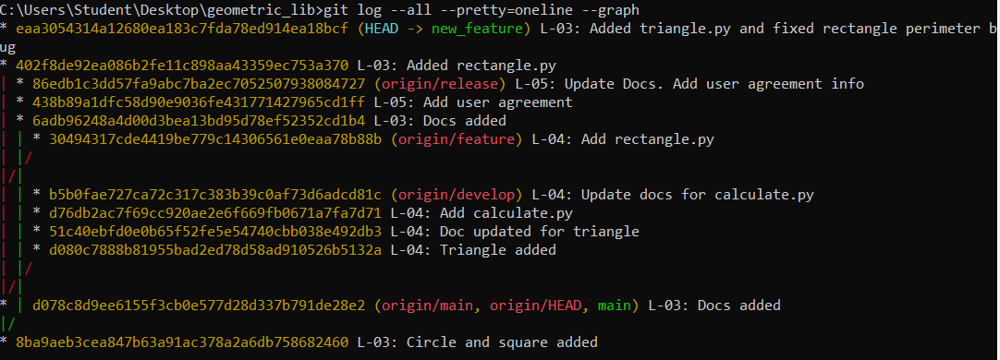 C:\Users\Student\Desktop\geometric_lib>git log --all --pretty=oneline --graph
* eaa3054314a12680ea183c7fda78ed914ea18bcf (HEAD -> new_feature) L-03: Added triangle.py and fixed rectangle perimeter b
ug
* 402f8de92ea086b2fe11c898aa43359ec753a370 L-03: Added rectangle.py
| * 86edb1c3dd57fa9abc7ba2ec7052507938084727 (origin/release) L-05: Update Docs. Add user agreement info
| * 438b89a1dfc58d90e9036fe431771427965cd1ff L-05: Add user agreement
| * 6adb96248a4d00d3bea13bd95d78ef52352cd1b4 L-03: Docs added
| | * 30494317cde4419be779c14306561e0eaa78b88b (origin/feature) L-04: Add rectangle.py
| |/
|/|
| | * b5b0fae727ca72c317c383b39c0af73d6adcd81c (origin/develop) L-04: Update docs for calculate.py
| | * d76db2ac7f69cc920ae2e6f669fb0671a7fa7d71 L-04: Add calculate.py
| | * 51c40ebfd0e0b65f52fe5e54740cbb038e492db3 L-04: Doc updated for triangle
| | * d080c7888b81955bad2ed78d58ad910526b5132a L-04: Triangle added
| |/
|/|
* | d078c8d9ee6155f3cb0e577d28d337b791de28e2 (origin/main, origin/HEAD, main) L-03: Docs added
|/
* 8ba9aeb3cea847b63a91ac378a2a6db758682460 L-03: Circle and square added